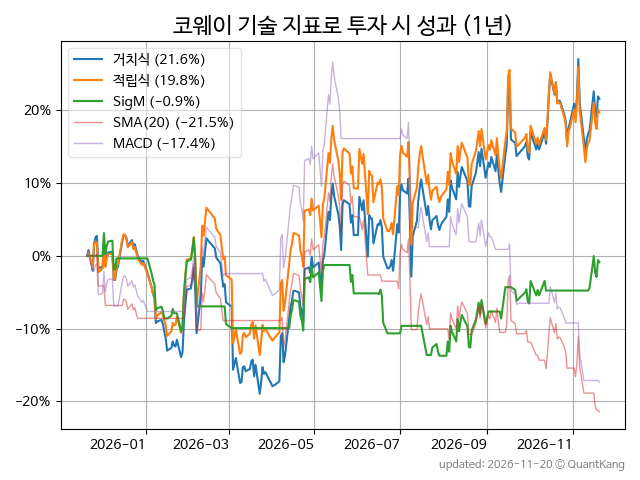 코웨이 기술 지표로 투자 시 성과 (1년)
거치식 (21.6%)
적립식 (19.8%)
SigM (−0.9%)
SMA(20) (−21.5%)
MACD (−17.4%)
20%
10%
0%
−10%
−20%
2026-01 2026-03 2026-05 2026-07 2026-09 2026-11
updated: 2026-11-20 © QuantKang